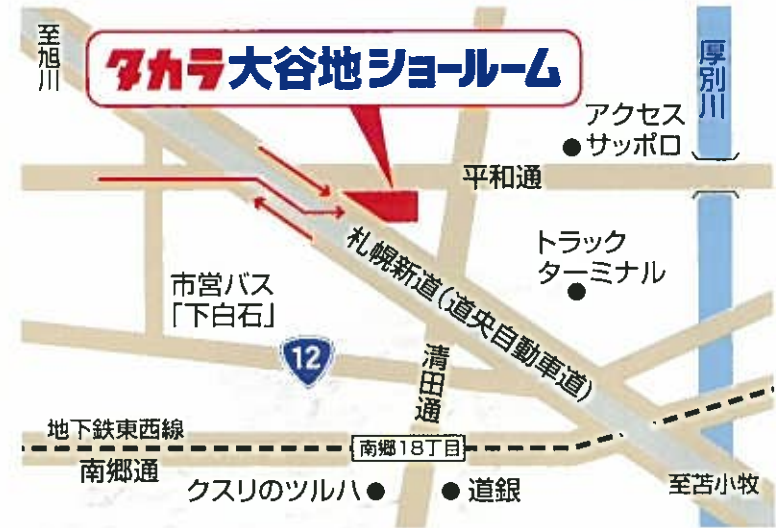 至旭川
タカラ大谷地ショールーム
厚別川
アクセス
サッポロ
平和通
札幌新道(道央自動車道)
トラック
ターミナル
市営バス
「下白石」
12
清田通
地下鉄東西線
南郷18丁目
南郷通
クスリのツルハ
道銀
至苫小牧